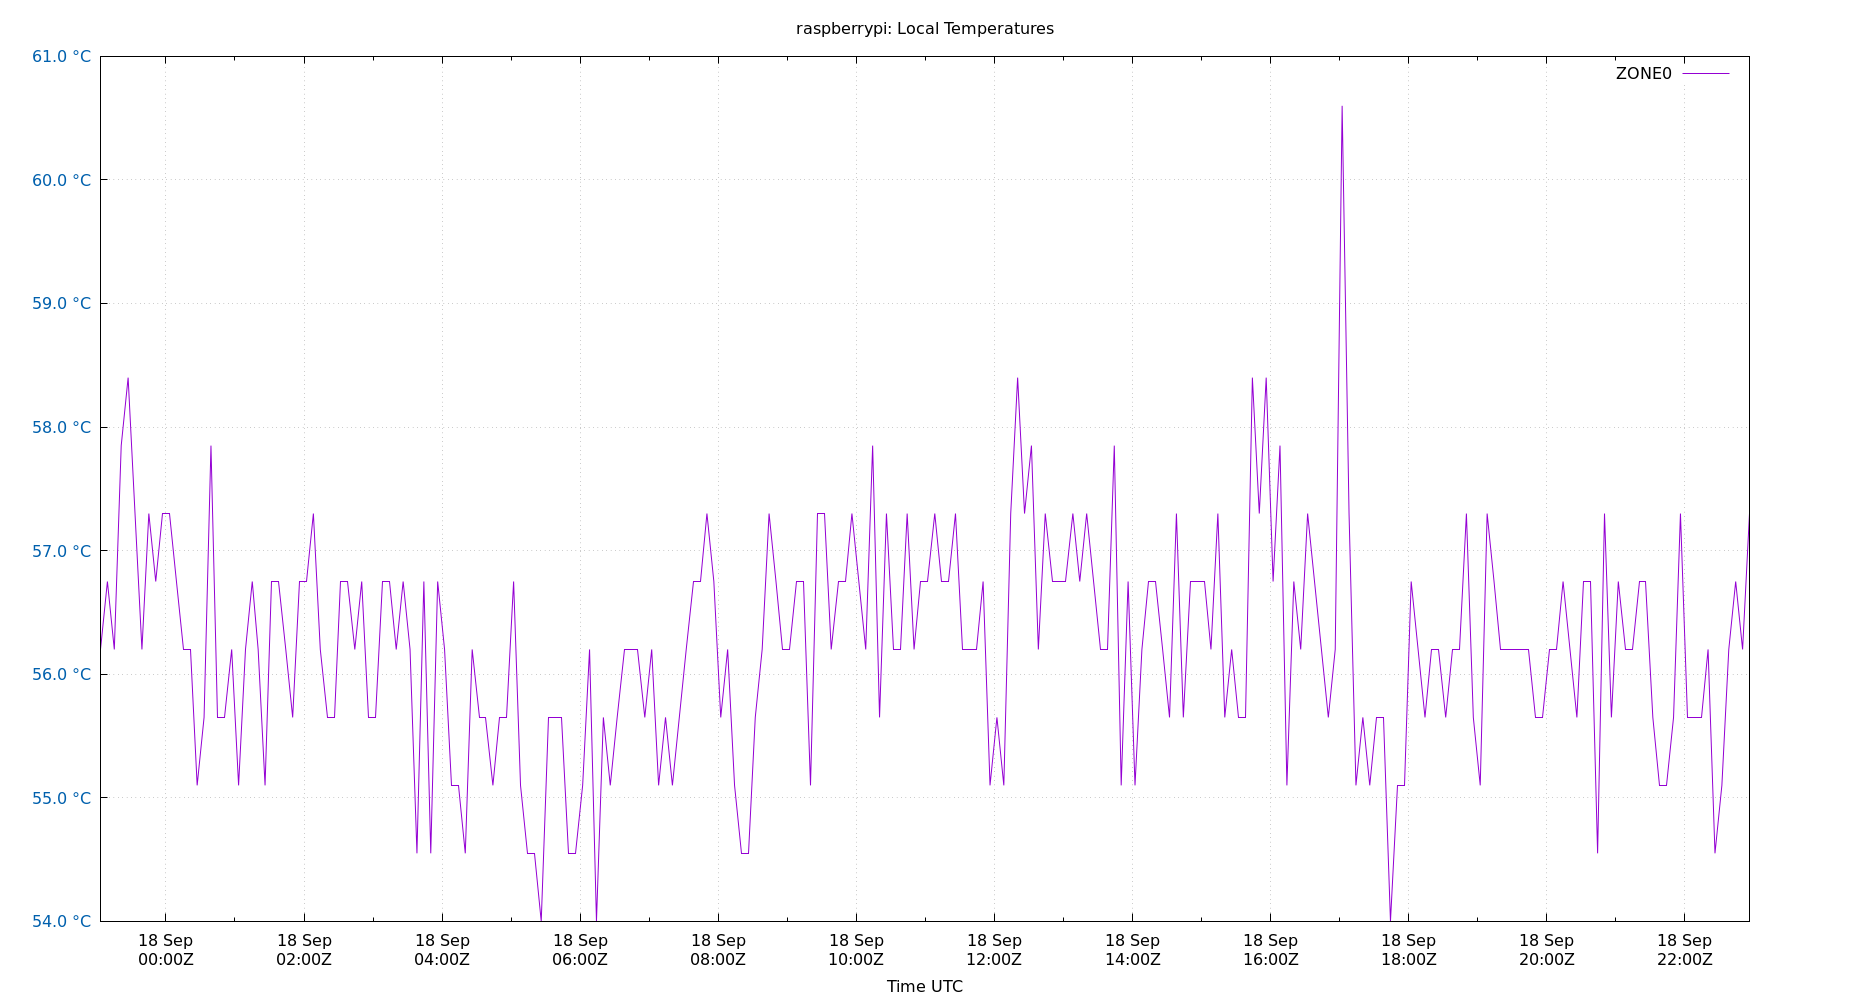 raspberrypi: Local Temperatures
61.0 °C
ZONE0
60.0 °C
59.0 °C
58.0 °C
57.0 °C
56.0 °C
55.0 °C
54.0 °C
18 Sep 18 Sep 18 Sep 18 Sep 18 Sep 18 Sep 18 Sep 18 Sep 18 Sep 18 Sep 18 Sep 18 Sep
00:00Z 02:00Z 04:00Z 06:00Z 08:00Z 10:00Z 12:00Z 14:00Z 16:00Z 18:00Z 20:00Z 22:00Z
Time UTC